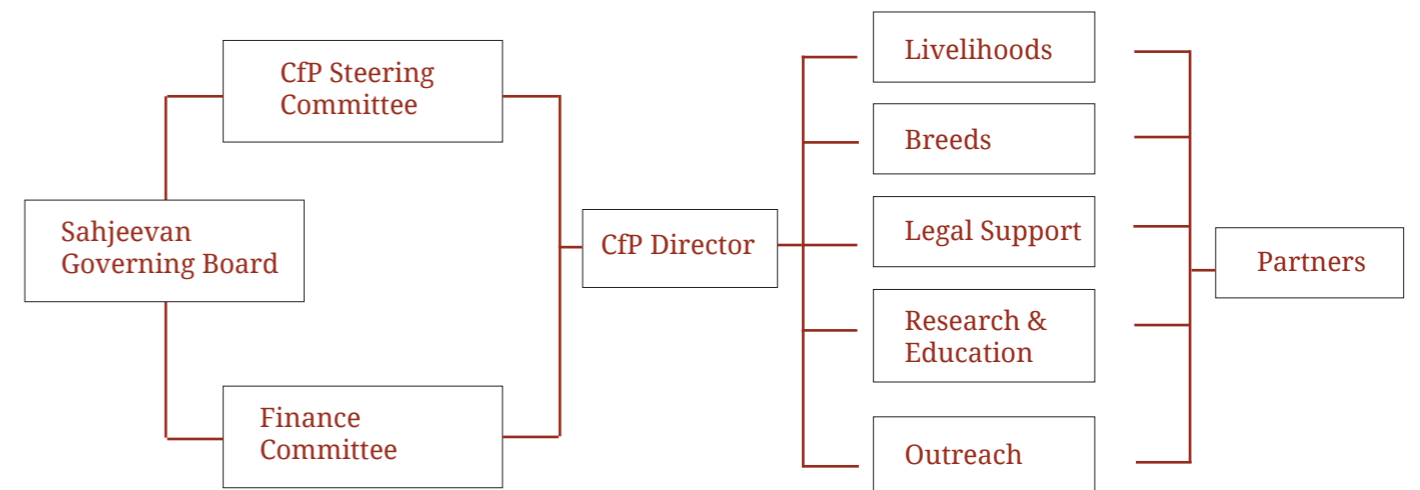 CfP Steering
Committee
Sahjeevan
Governing Board
Finance
Committee
CfP Director
Livelihoods
Breeds
Legal Support
Research &
Education
Outreach
Partners